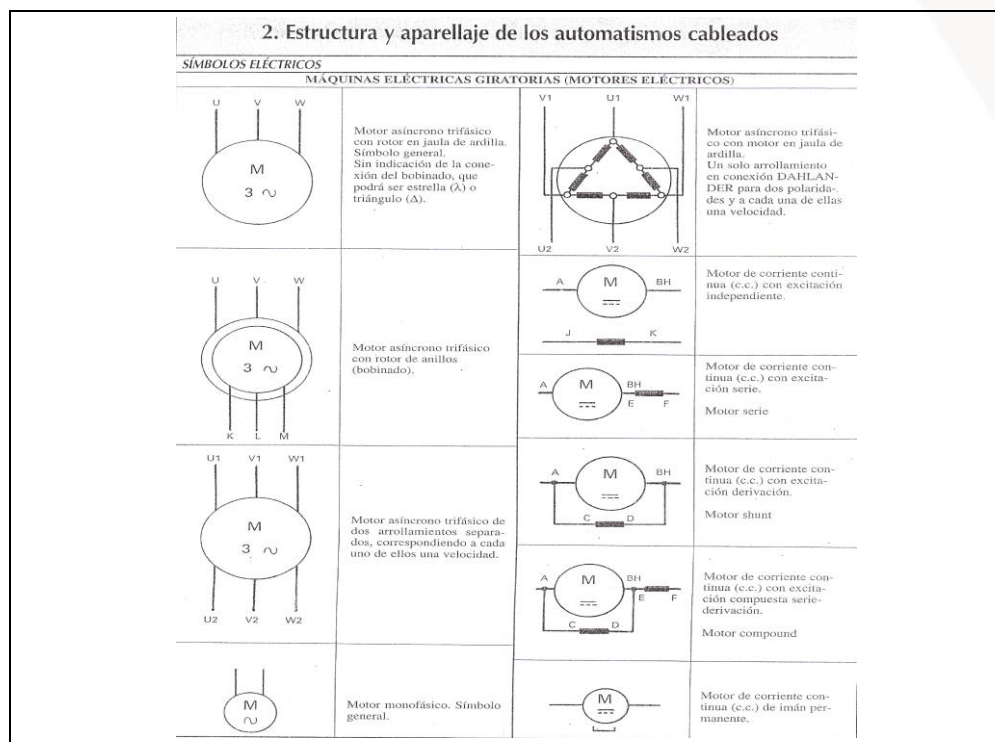 2. Estructura y aparellaje de los automatismos cableados
SÍMBOLOS ELÉCTRICOS
MÁQUINAS ELÉCTRICAS GIRATORIAS (MOTORES ELÉCTRICOS)
U V W
M
3 ∿
Motor asíncrono trifásico
con rotor en jaula de ardilla.
Símbolo general.
Sin indicación de la cone-
xión del bobinado, que
podrá ser estrella (λ) o
triángulo (Δ).
U V W
M
3 ∿
K L M
Motor asíncrono trifásico
con rotor de anillos
(bobinado).
U1 V1 W1
M
3 ∿
U2 V2 W2
Motor asíncrono trifásico de
dos arrollamientos separa-
dos, correspondiendo a cada
uno de ellos una velocidad.
M
∿
Motor monofásico. Símbolo
general.
V1 U1 W1
U2 V2 W2
Motor asíncrono trifási-
co con motor en jaula de
ardilla.
Un solo arrollamiento
en conexión DAHLAN-
DER para dos polarida-
des y a cada una de ellas
una velocidad.
A M BH
J K
Motor de corriente conti-
nua (c.c.) con excitación
independiente.
A M BH
E F
Motor de corriente con-
tinua (c.c.) con excita-
ción serie.
Motor serie
A M BH
C D
Motor de corriente con-
tinua (c.c.) con excita-
ción derivación.
Motor shunt
A M BH
E F
C D
Motor de corriente con-
tinua (c.c.) con excita-
ción compuesta serie-
derivación.
Motor compound
M
Motor de corriente con-
tinua (c.c.) de imán per-
manente.